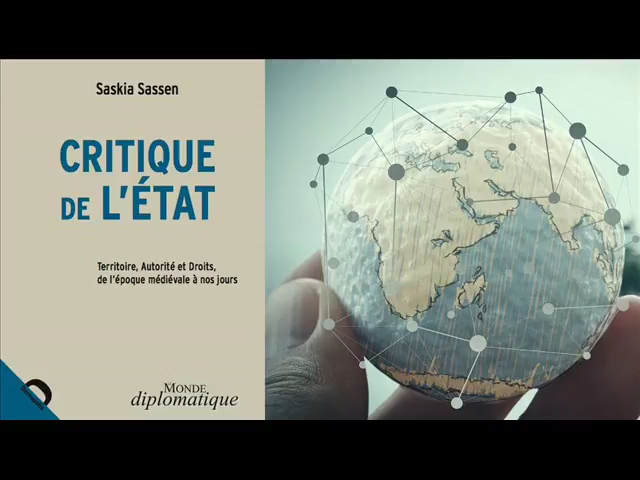 Saskia Sassen
CRITIQUE
DE L'ÉTAT
Territoire, Autorité et Droits,
de l'époque médiévale à nos jours
MONDE
diplomatique